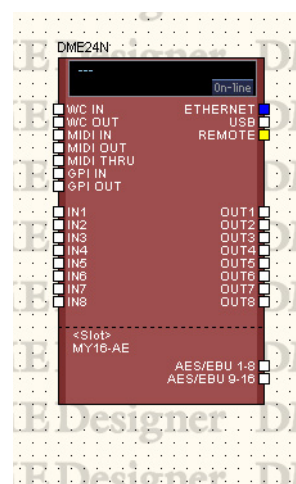 DME24N
---
On-line
WC IN ETHERNET
WC OUT USB
MIDI IN REMOTE
MIDI OUT
MIDI THRU
GPI IN
GPI OUT
IN1 OUT1
IN2 OUT2
IN3 OUT3
IN4 OUT4
IN5 OUT5
IN6 OUT6
IN7 OUT7
IN8 OUT8
<Slot>
MY16-AE
AES/EBU 1-8
AES/EBU 9-16
E Designer D